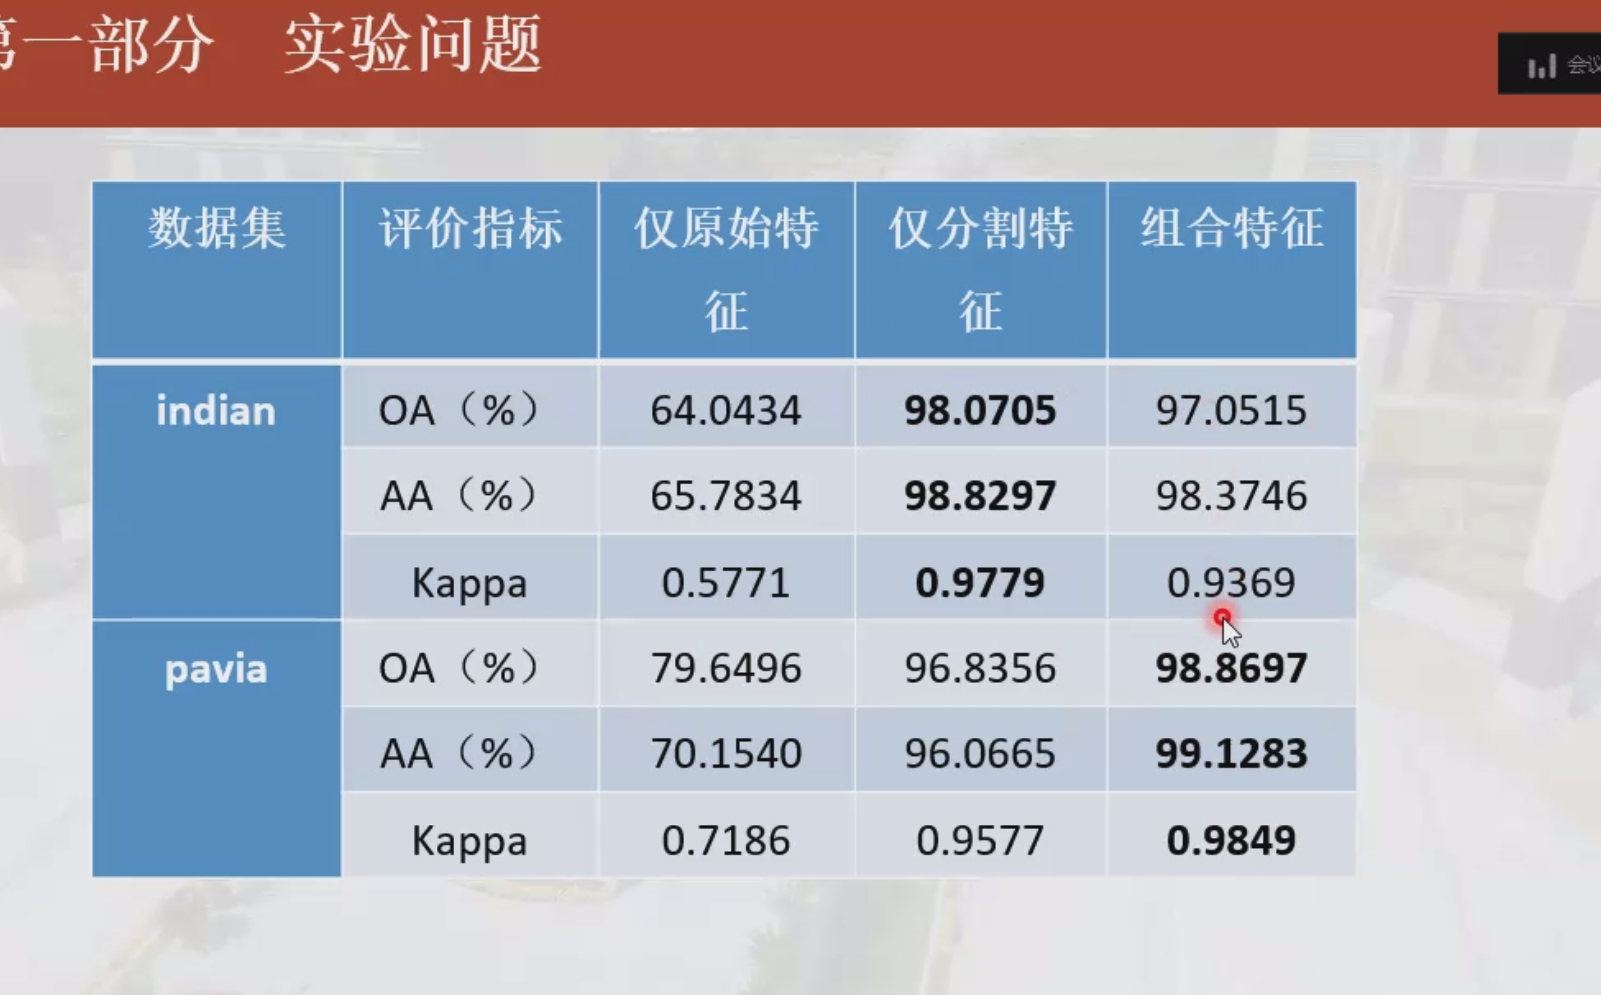 第一部分 实验问题
会议
数据集 评价指标 仅原始特征 仅分割特征 组合特征
indian OA（%） 64.0434 98.0705 97.0515
AA（%） 65.7834 98.8297 98.3746
Kappa 0.5771 0.9779 0.9369
pavia OA（%） 79.6496 96.8356 98.8697
AA（%） 70.1540 96.0665 99.1283
Kappa 0.7186 0.9577 0.9849